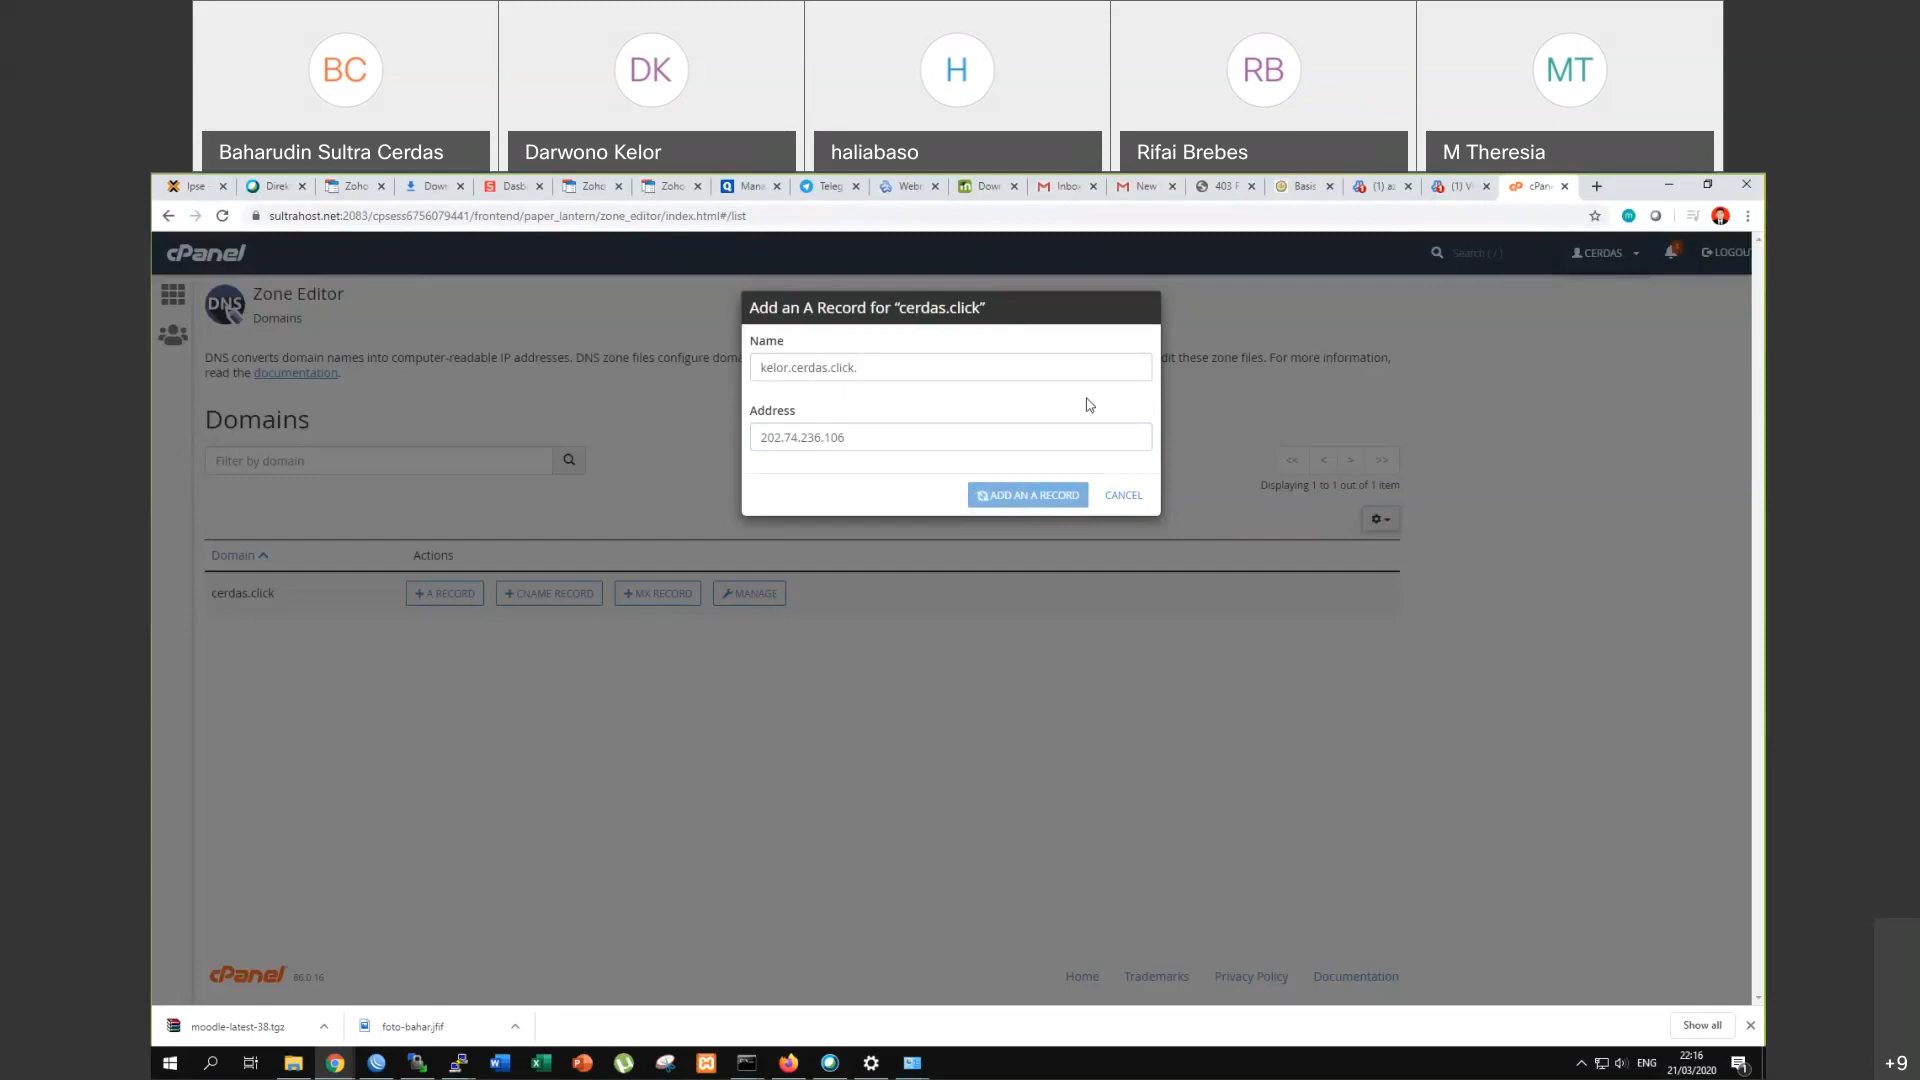 BC
DK
H
RB
MT
Baharudin Sultra Cerdas
Darwono Kelor
haliabaso
Rifai Brebes
M Theresia
Ipse
Direk
Zoho
Down
Dasb
Zoho
Zoho
Mana
Teleg
Webr
Down
Inbo
New
403 F
Basis
(1) a
(1) V
cPan
sultrahost.net:2083/cpsess6756079441/frontend/paper_lantern/zone_editor/index.html#/list
cPanel
Search ( / )
CERDAS
LOGOU
DNS
Zone Editor
Domains
DNS converts domain names into computer-readable IP addresses. DNS zone files configure doma
dit these zone files. For more information,
read the documentation.
Add an A Record for “cerdas.click”
Name
kelor.cerdas.click.
Address
202.74.236.106
ADD AN A RECORD
CANCEL
Domains
Filter by domain
<<
<
>
>>
Displaying 1 to 1 out of 1 item
Domain
Actions
cerdas.click
A RECORD
CNAME RECORD
MX RECORD
MANAGE
cPanel 86.0.16
Home
Trademarks
Privacy Policy
Documentation
moodle-latest-38.tgz
foto-bahar.jfif
Show all
ENG
22:16
21/03/2020
+9